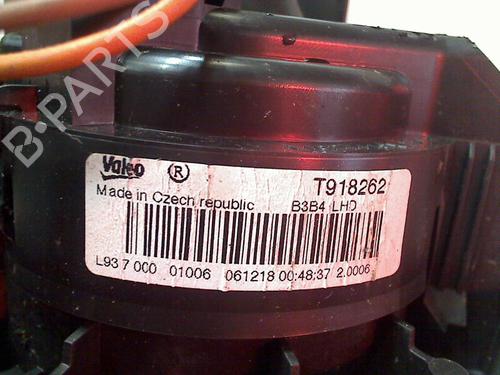 B-PARTS
Valeo ® T918262
Made in Czech republic B3B4 LHD
L93 7 000 01006 061218 00:48:37 2.0006